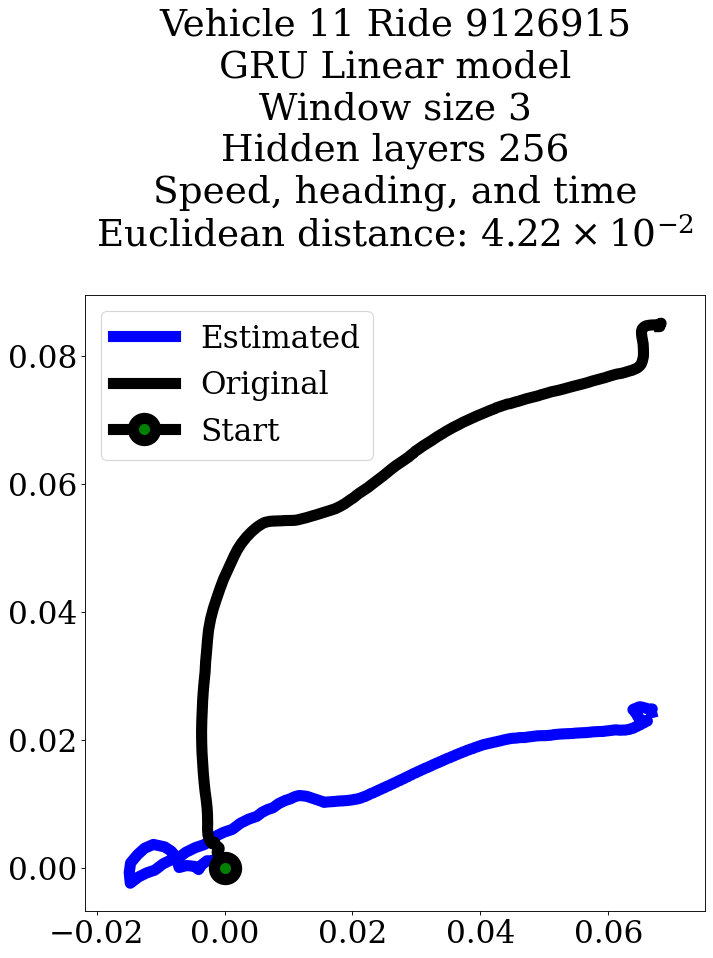 Vehicle 11 Ride 9126915
GRU Linear model
Window size 3
Hidden layers 256
Speed, heading, and time
Euclidean distance: 4.22 × 10⁻²
Estimated
Original
Start
0.08
0.06
0.04
0.02
0.00
−0.02 0.00 0.02 0.04 0.06